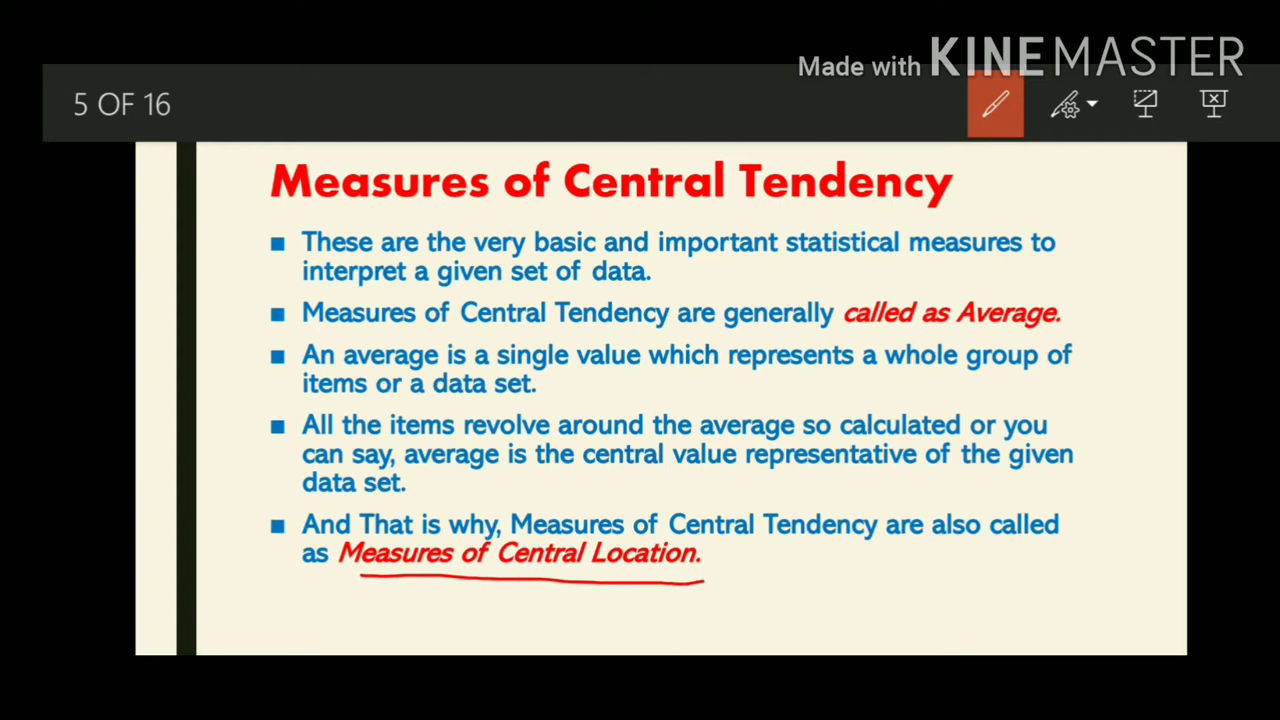 Made with KINEMASTER
5 OF 16
Measures of Central Tendency
These are the very basic and important statistical measures to
interpret a given set of data.
Measures of Central Tendency are generally called as Average.
An average is a single value which represents a whole group of
items or a data set.
All the items revolve around the average so calculated or you
can say, average is the central value representative of the given
data set.
And That is why, Measures of Central Tendency are also called
as Measures of Central Location.